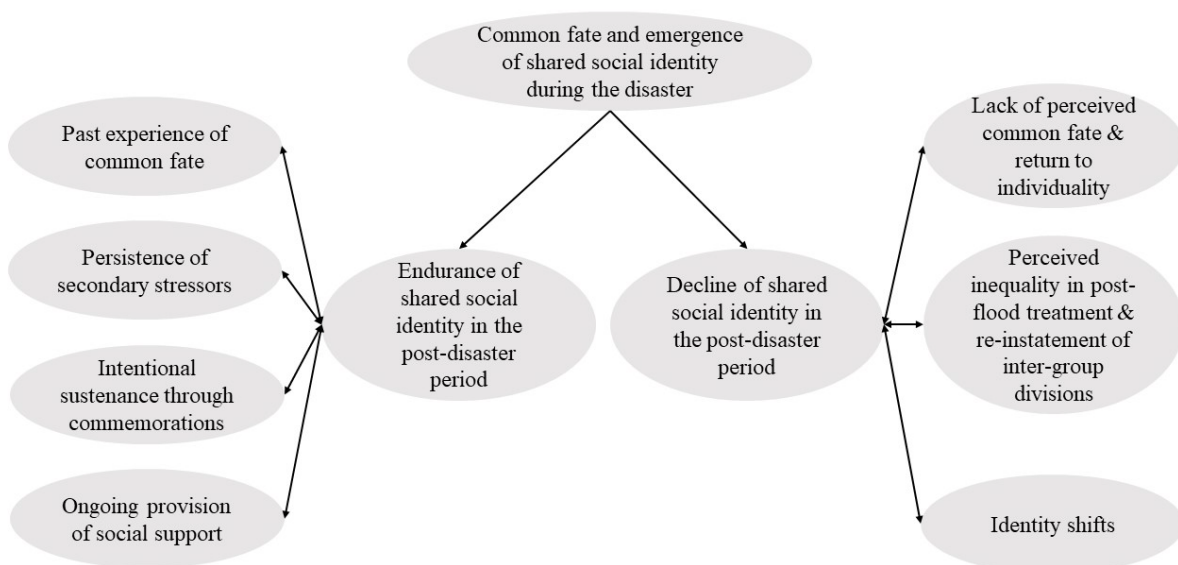 Common fate and emergence
of shared social identity
during the disaster
Past experience of
common fate
Persistence of
secondary stressors
Intentional
sustenance through
commemorations
Ongoing provision
of social support
Endurance of
shared social
identity in the
post-disaster
period
Decline of shared
social identity in
the post-disaster
period
Lack of perceived
common fate &
return to
individuality
Perceived
inequality in post-
flood treatment &
re-instatement of
inter-group
divisions
Identity shifts